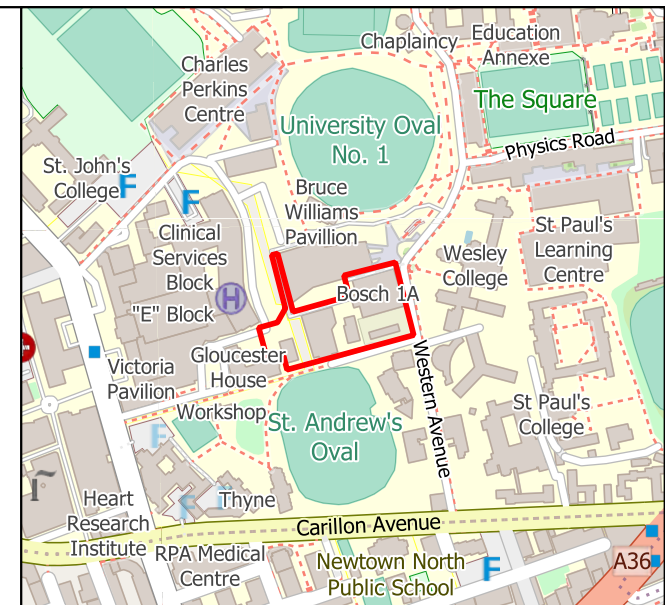 Chaplaincy
Education
Annexe
Charles
Perkins
Centre
The Square
University Oval
No. 1
Physics Road
St. John's
College
F
F
Bruce
Williams
Pavillion
Clinical
Services
Block
H
"E" Block
St Paul's
Learning
Centre
Wesley
College
Bosch 1A
Victoria
Pavilion
Gloucester
House
Workshop
St. Andrew's
Oval
Western Avenue
St Paul's
College
F
F
Thyne
Heart
Research
Institute
Carillon Avenue
RPA Medical
Centre
Newtown North
Public School
F
A36